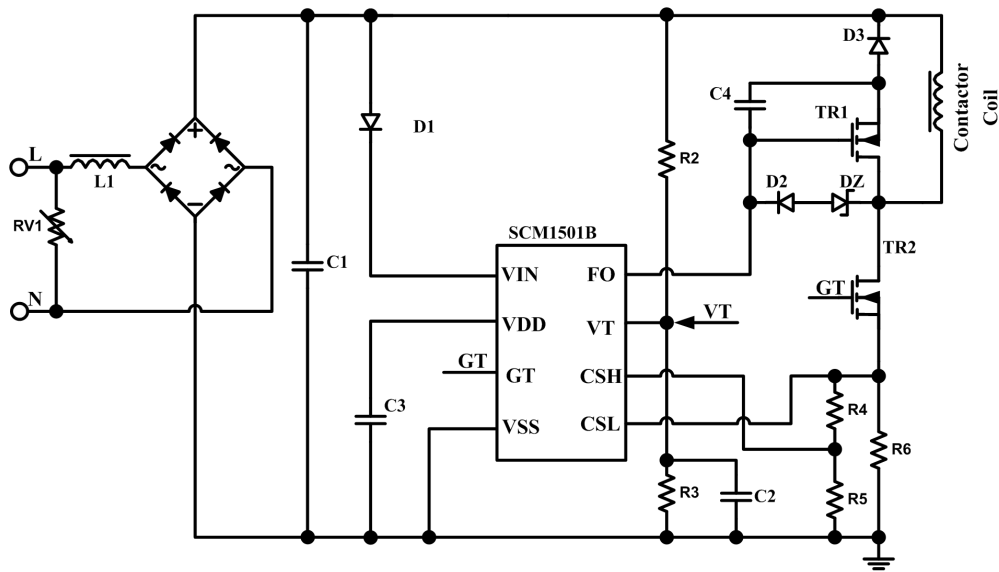 D3
C4
TR1
Contactor
Coil
D1
L
R2
L1
D2
DZ
RV1
SCM1501B
TR2
C1
VIN
FO
GT
N
VDD
VT
VT
GT
GT
CSH
C3
VSS
CSL
R4
R6
R3
C2
R5